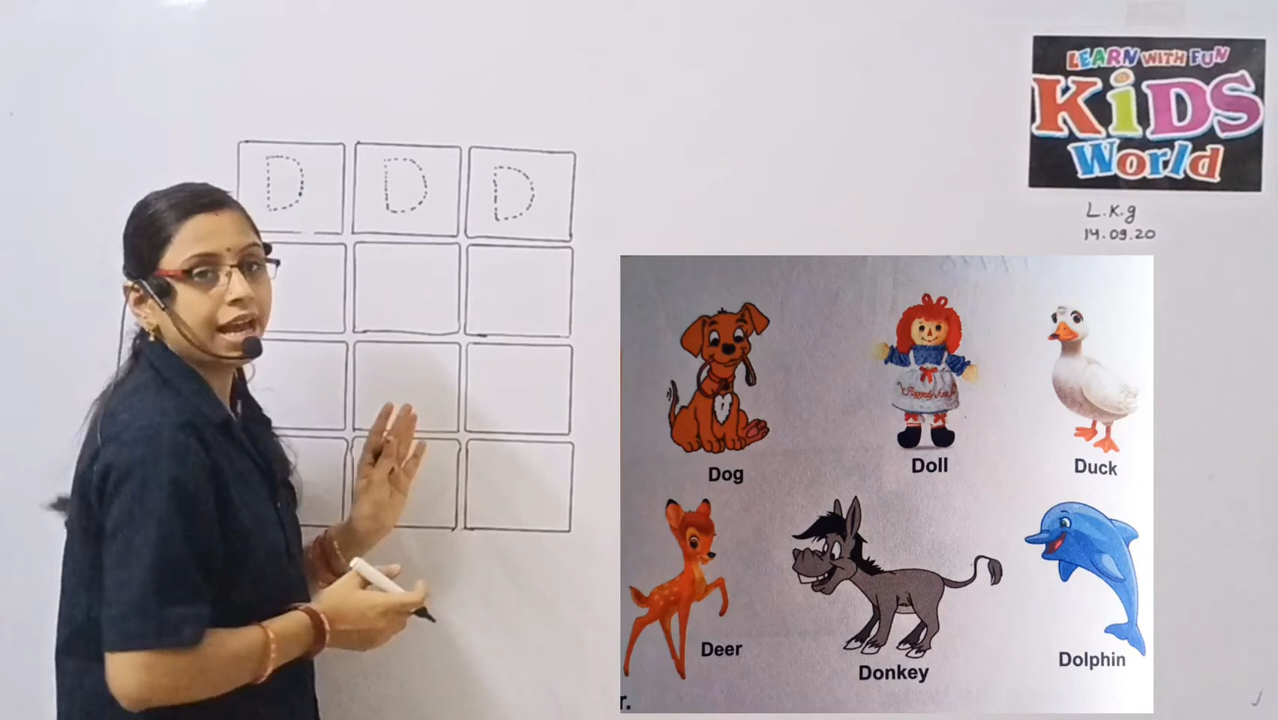 D D D
LEARN WITH FUN
KiDS
World
L.K.g
14.09.20
Dog
Doll
Duck
Deer
Donkey
Dolphin
r.